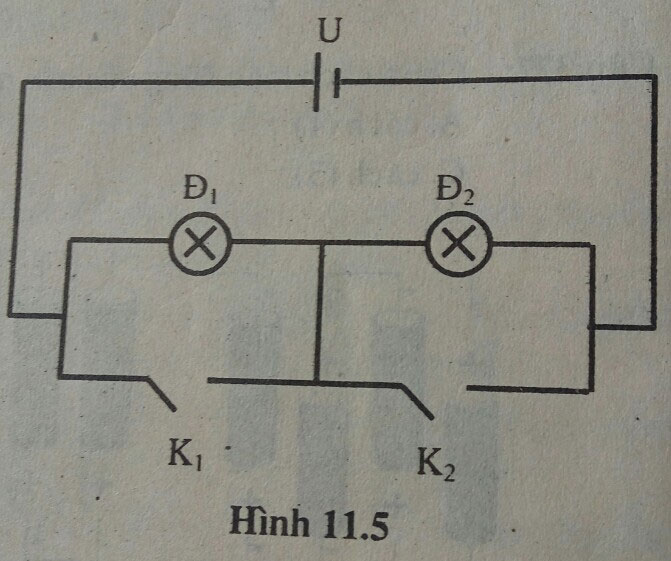 U
Đ₁ Đ₂
K₁ K₂
Hình 11.5